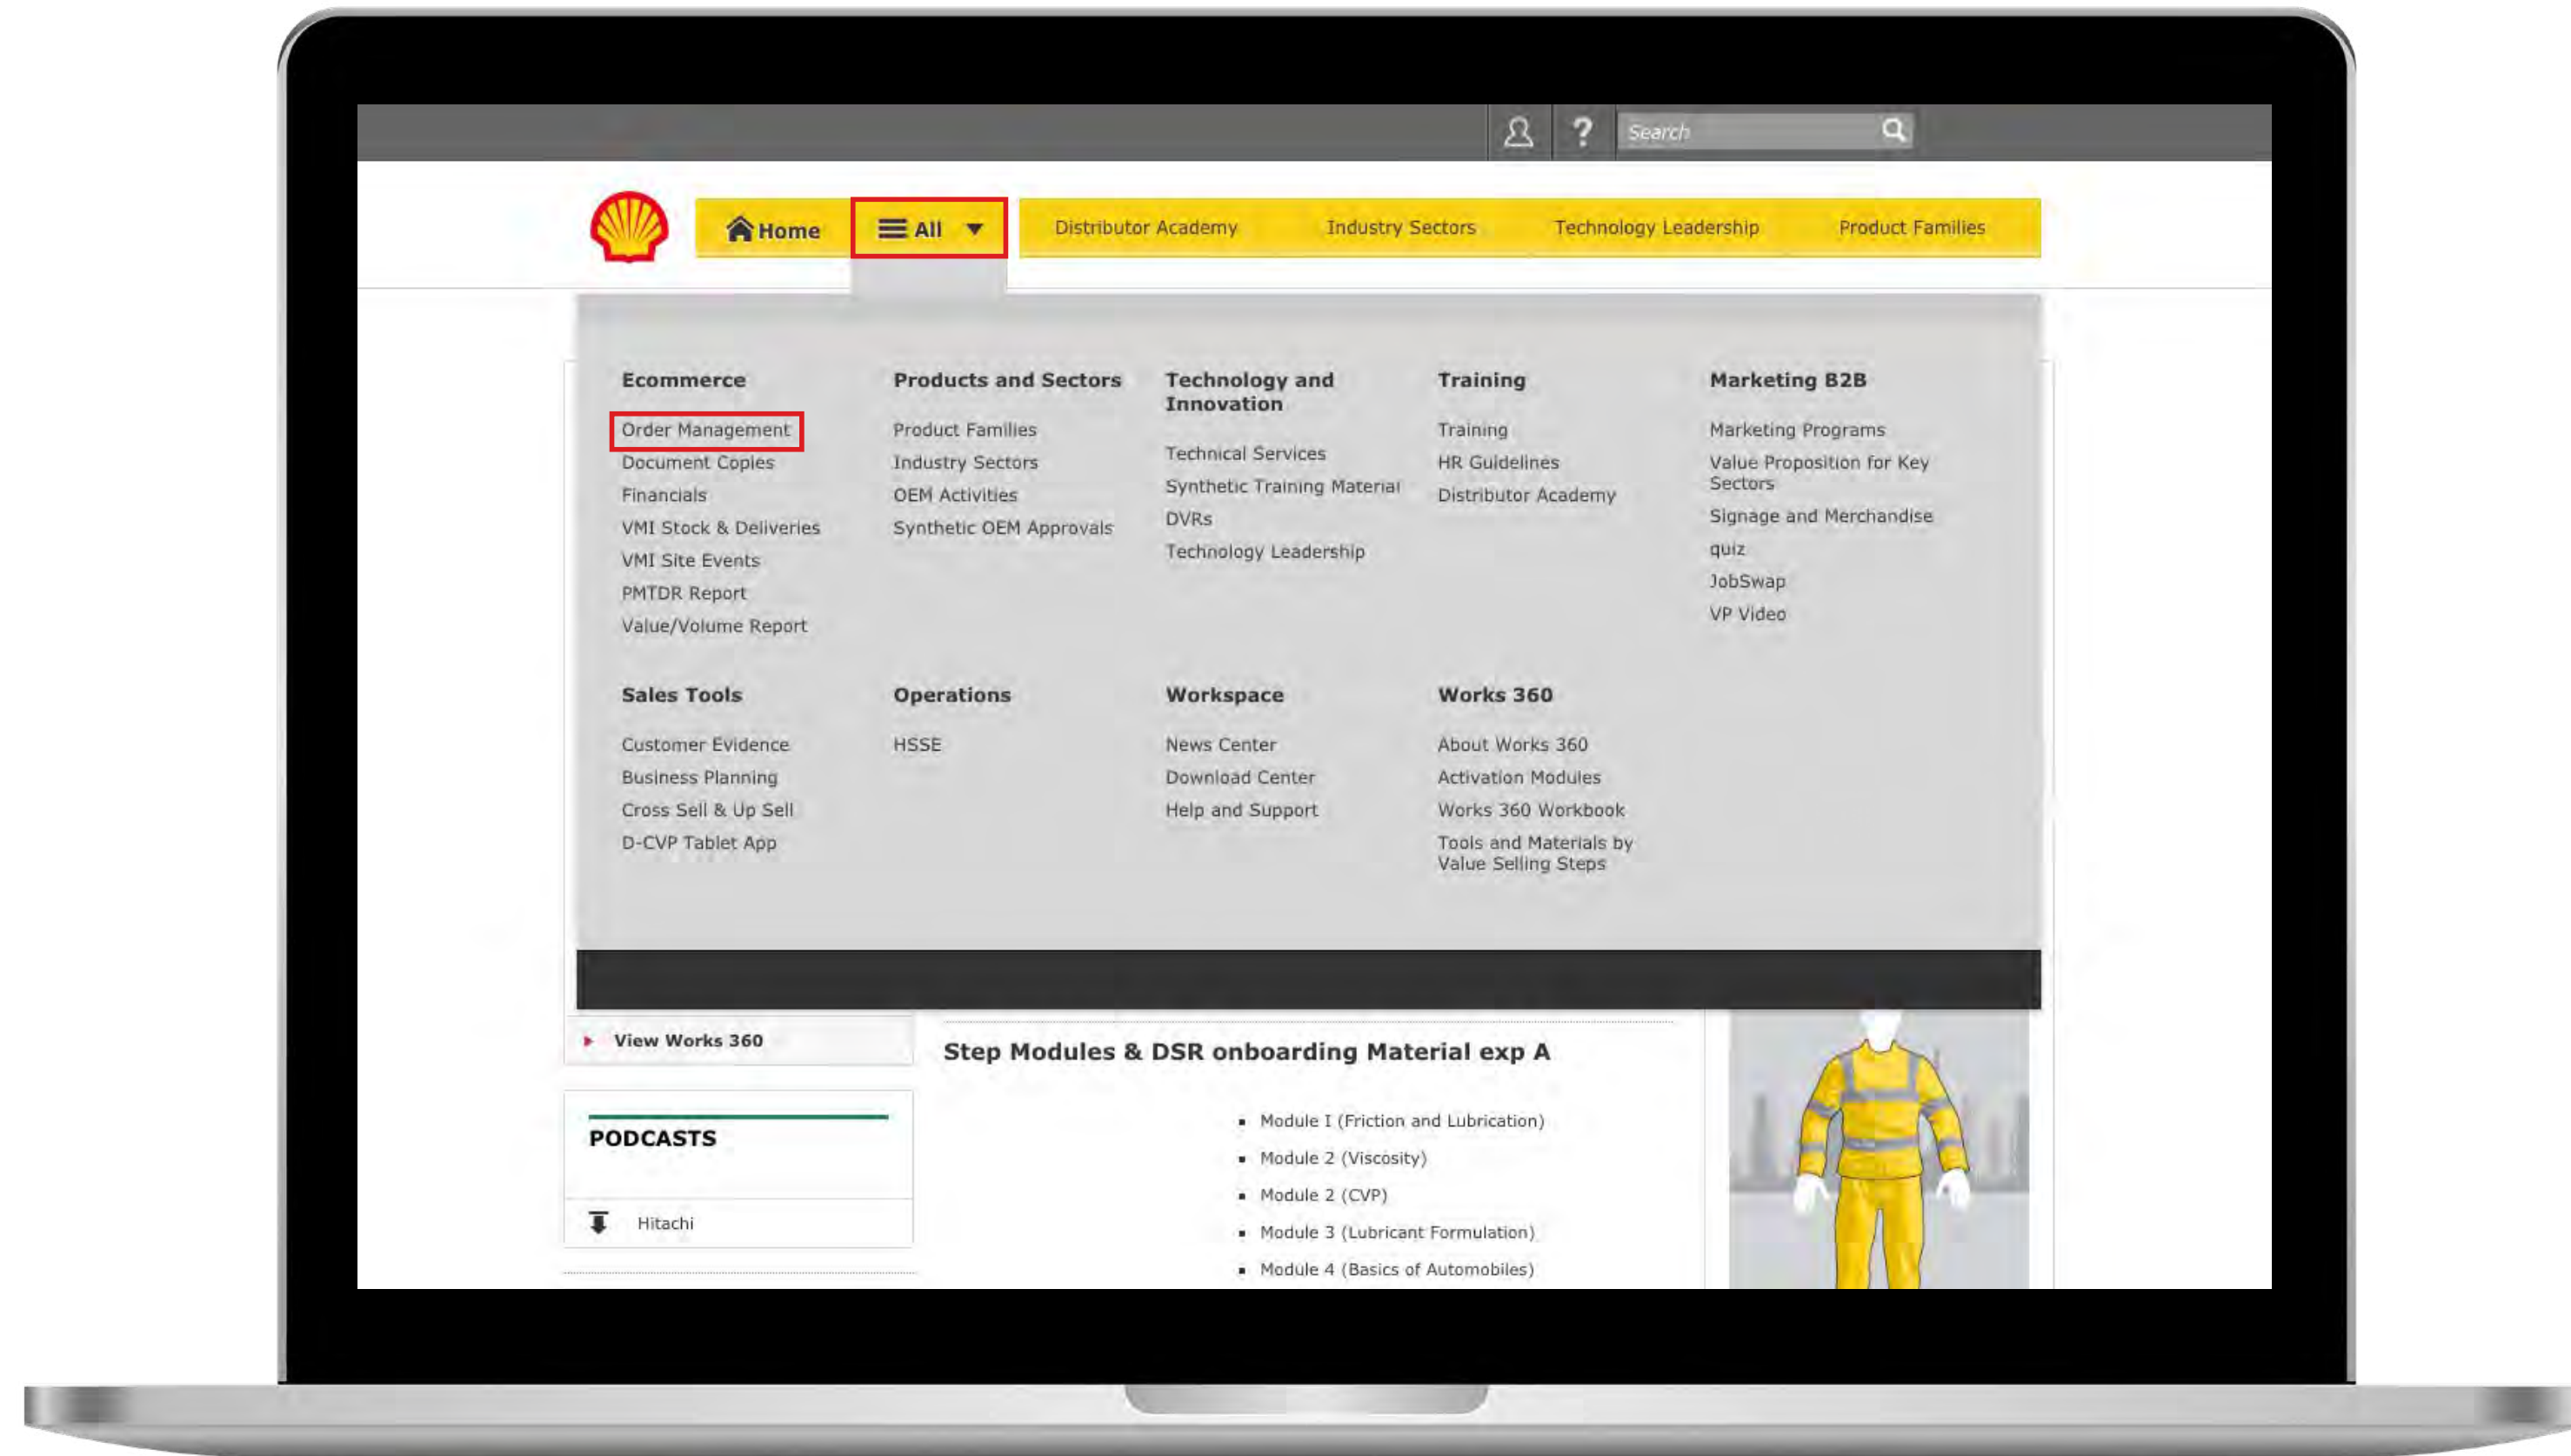 Search
Home
All
Distributor Academy
Industry Sectors
Technology Leadership
Product Families
Ecommerce
Order Management
Document Copies
Financials
VMI Stock & Deliveries
VMI Site Events
PMTDR Report
Value/Volume Report
Products and Sectors
Product Families
Industry Sectors
OEM Activities
Synthetic OEM Approvals
Technology and
Innovation
Technical Services
Synthetic Training Material
DVRs
Technology Leadership
Training
Training
HR Guidelines
Distributor Academy
Marketing B2B
Marketing Programs
Value Proposition for Key
Sectors
Signage and Merchandise
quiz
JobSwap
VP Video
Sales Tools
Customer Evidence
Business Planning
Cross Sell & Up Sell
D-CVP Tablet App
Operations
HSSE
Workspace
News Center
Download Center
Help and Support
Works 360
About Works 360
Activation Modules
Works 360 Workbook
Tools and Materials by
Value Selling Steps
View Works 360
PODCASTS
Hitachi
Step Modules & DSR onboarding Material exp A
Module I (Friction and Lubrication)
Module 2 (Viscosity)
Module 2 (CVP)
Module 3 (Lubricant Formulation)
Module 4 (Basics of Automobiles)